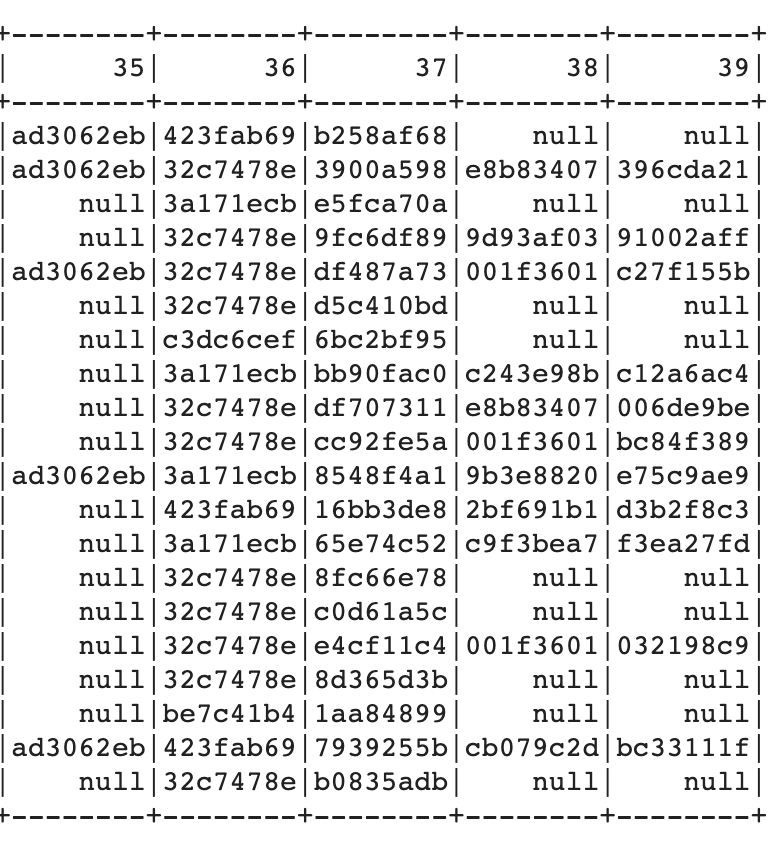 +--------+--------+--------+--------+--------+
|      35|      36|      37|      38|      39|
+--------+--------+--------+--------+--------+
|ad3062eb|423fab69|b258af68|    null|    null|
|ad3062eb|32c7478e|3900a598|e8b83407|396cda21|
|    null|3a171ecb|e5fca70a|    null|    null|
|    null|32c7478e|9fc6df89|9d93af03|91002aff|
|ad3062eb|32c7478e|df487a73|001f3601|c27f155b|
|    null|32c7478e|d5c410bd|    null|    null|
|    null|c3dc6cef|6bc2bf95|    null|    null|
|    null|3a171ecb|bb90fac0|c243e98b|c12a6ac4|
|    null|32c7478e|df707311|e8b83407|006de9be|
|    null|32c7478e|cc92fe5a|001f3601|bc84f389|
|ad3062eb|3a171ecb|8548f4a1|9b3e8820|e75c9ae9|
|    null|423fab69|16bb3de8|2bf691b1|d3b2f8c3|
|    null|3a171ecb|65e74c52|c9f3bea7|f3ea27fd|
|    null|32c7478e|8fc66e78|    null|    null|
|    null|32c7478e|c0d61a5c|    null|    null|
|    null|32c7478e|e4cf11c4|001f3601|032198c9|
|    null|32c7478e|8d365d3b|    null|    null|
|    null|be7c41b4|1aa84899|    null|    null|
|ad3062eb|423fab69|7939255b|cb079c2d|bc33111f|
|    null|32c7478e|b0835adb|    null|    null|
+--------+--------+--------+--------+--------+